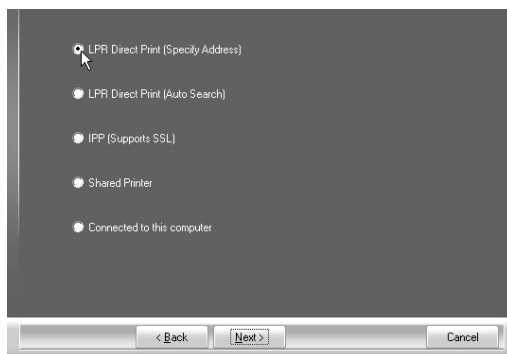 LPR Direct Print (Specify Address)
LPR Direct Print (Auto Search)
IPP (Supports SSL)
Shared Printer
Connected to this computer
< Back Next > Cancel